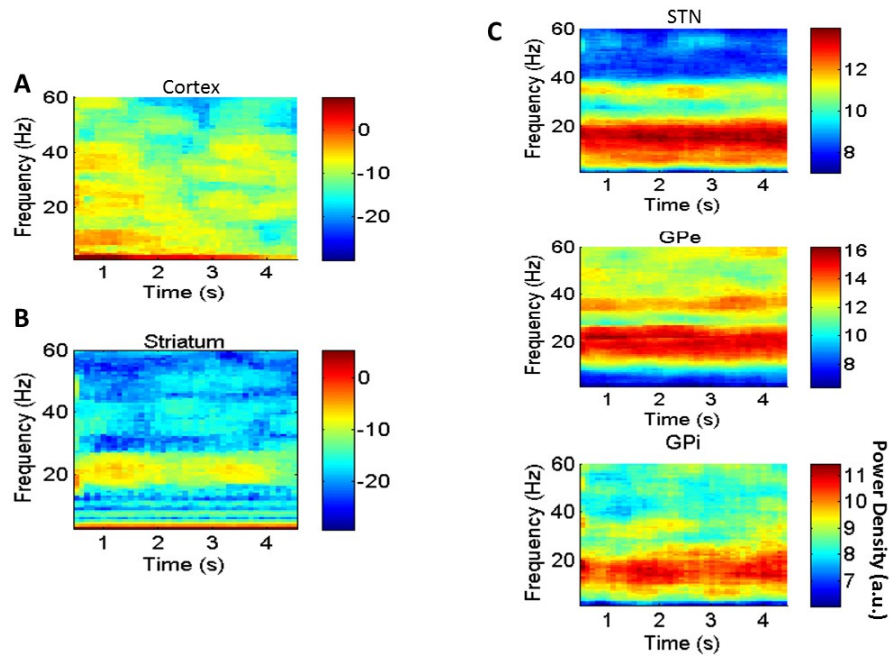 A
Cortex
60
40
20
Frequency (Hz)
1 2 3 4
Time (s)
0
-10
-20
B
Striatum
60
40
20
Frequency (Hz)
1 2 3 4
Time (s)
0
-10
-20
C
STN
60
40
20
Frequency (Hz)
1 2 3 4
Time (s)
12
10
8
GPe
60
40
20
Frequency (Hz)
1 2 3 4
Time (s)
16
14
12
10
8
GPi
60
40
20
Frequency (Hz)
1 2 3 4
Time (s)
11
10
9
8
7
Power Density (a.u.)